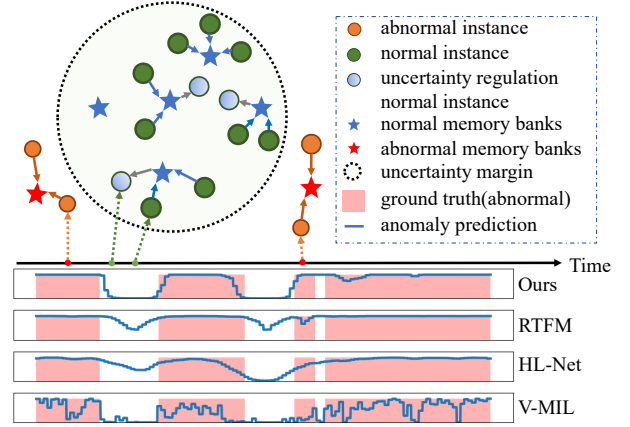 abnormal instance
normal instance
uncertainty regulation
normal instance
normal memory banks
abnormal memory banks
uncertainty margin
ground truth(abnormal)
anomaly prediction
Time
Ours
RTFM
HL-Net
V-MIL